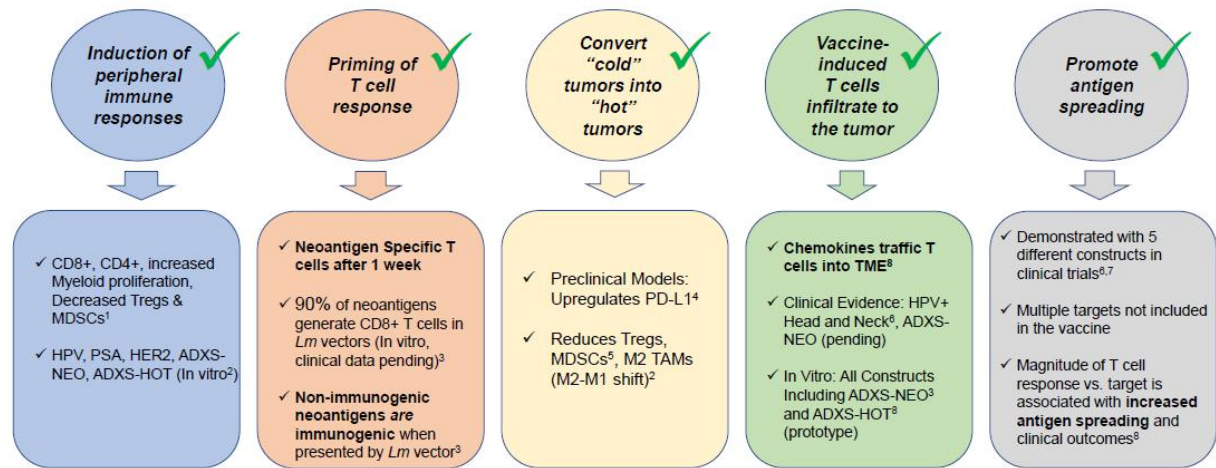 Induction of
peripheral
immune
responses
Priming of
T cell
response
Convert
“cold”
tumors into
“hot”
tumors
Vaccine-
induced T
cells
infiltrate to
the tumor
Promote
antigen
spreading
✓ CD8+, CD4+, increased
Myeloid proliferation,
Decreased Tregs &
MDSCs¹
✓ HPV, PSA, HER2, ADXS-
NEO, ADXS-HOT (In vitro²)
✓ Neoantigen Specific T
cells after 1 week
✓ 90% of neoantigens
generate CD8+ T cells in
Lm vectors (In vitro,
clinical data pending)³
✓ Non-immunogenic
neoantigens are
immunogenic when
presented by Lm vector³
✓ Preclinical Models:
Upregulates PD-L1⁴
✓ Reduces Tregs,
MDSCs⁵, M2 TAMs
(M2-M1 shift)²
✓ Chemokines traffic T
cells into TME⁸
✓ Clinical Evidence: HPV+
Head and Neck⁶, ADXS-
NEO (pending)
✓ In Vitro: All Constructs
Including ADXS-NEO³
and ADXS-HOT⁸
(prototype)
✓ Demonstrated with 5
different constructs in
clinical trials⁶,⁷
✓ Multiple targets not included
in the vaccine
✓ Magnitude of T cell
response vs. target is
associated with increased
antigen spreading and
clinical outcomes⁸